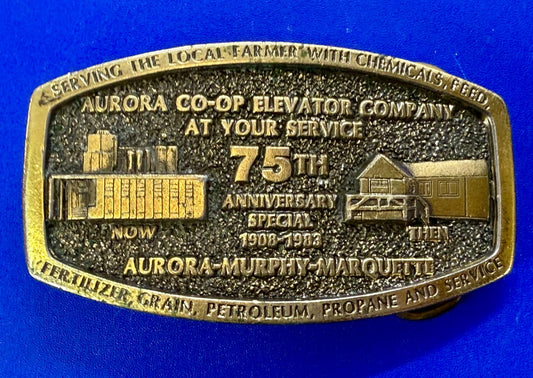 SERVING THE LOCAL FARMER WITH CHEMICALS, FEED,
AURORA CO-OP ELEVATOR COMPANY
AT YOUR SERVICE
75TH
ANNIVERSARY
SPECIAL
1908-1983
NOW
THEN
AURORA-MURPHY-MARQUETTE
FERTILIZER, GRAIN, PETROLEUM, PROPANE AND SERVICE